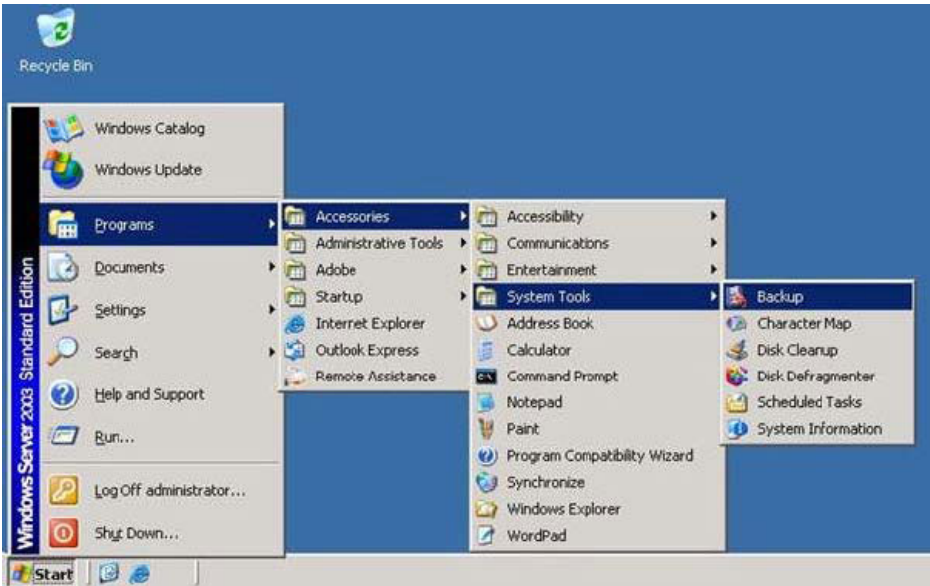 Recycle Bin
Windows Server 2003 Standard Edition
Windows Catalog
Windows Update
Programs
Documents
Settings
Search
Help and Support
Run...
Log Off administrator...
Shut Down...
Accessories
Administrative Tools
Adobe
Startup
Internet Explorer
Outlook Express
Remote Assistance
Accessibility
Communications
Entertainment
System Tools
Address Book
Calculator
Command Prompt
Notepad
Paint
Program Compatibility Wizard
Synchronize
Windows Explorer
WordPad
Backup
Character Map
Disk Cleanup
Disk Defragmenter
Scheduled Tasks
System Information
Start